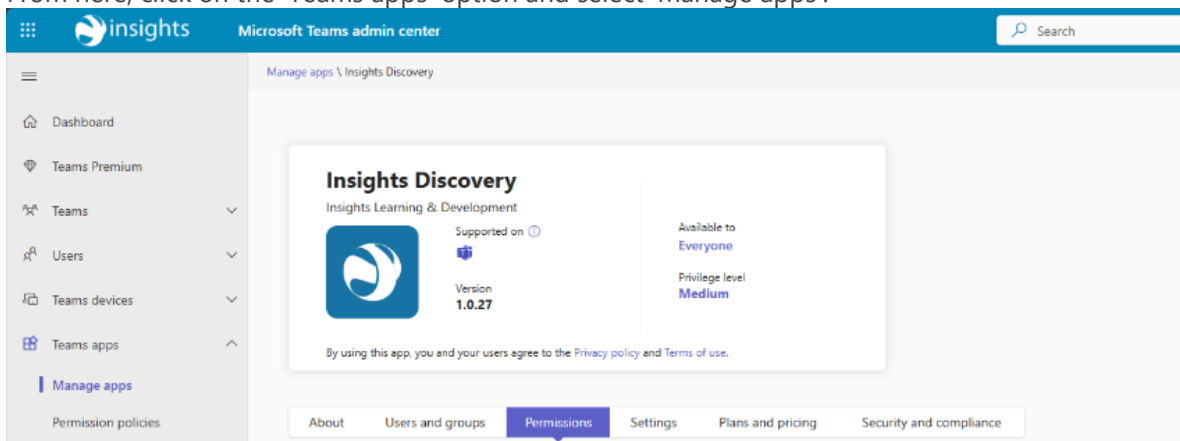 From here, click on the 'Teams apps' option and select 'Manage apps'.
insights Microsoft Teams admin center Search
Manage apps \ Insights Discovery
Dashboard
Teams Premium
Teams
Users
Teams devices
Teams apps
Manage apps
Permission policies
Insights Discovery
Insights Learning & Development
Supported on
Version
1.0.27
Available to
Everyone
Privilege level
Medium
By using this app, you and your users agree to the Privacy policy and Terms of use.
About Users and groups Permissions Settings Plans and pricing Security and compliance